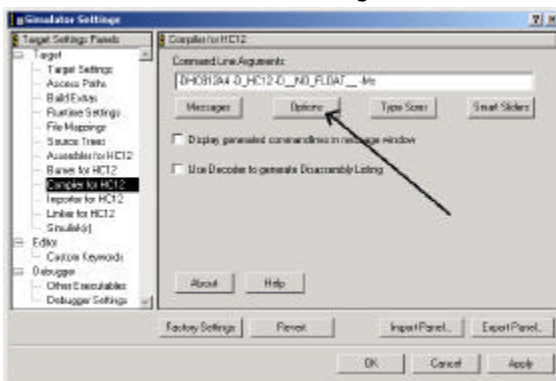 Simulator Settings
Target Settings Panels
Target
Target Settings
Access Paths
Build Extras
Runtime Settings
File Mappings
Source Trees
Assembler for HC12
Burner for HC12
Compiler for HC12
Importer for HC12
Linker for HC12
Editor
Custom Keywords
Debugger
Other Executables
Debugger Settings
Compiler for HC12
Command Line Arguments:
-D_HC12 -D__NO_FLOAT__ -Ms
Messages
Options
Type Sizes
Smart Sliders
Display generated commandlines in message window
Use Decoder to generate Disassembly Listing
About
Help
Factory Settings
Revert
Import Panel...
Export Panel...
OK
Cancel
Apply